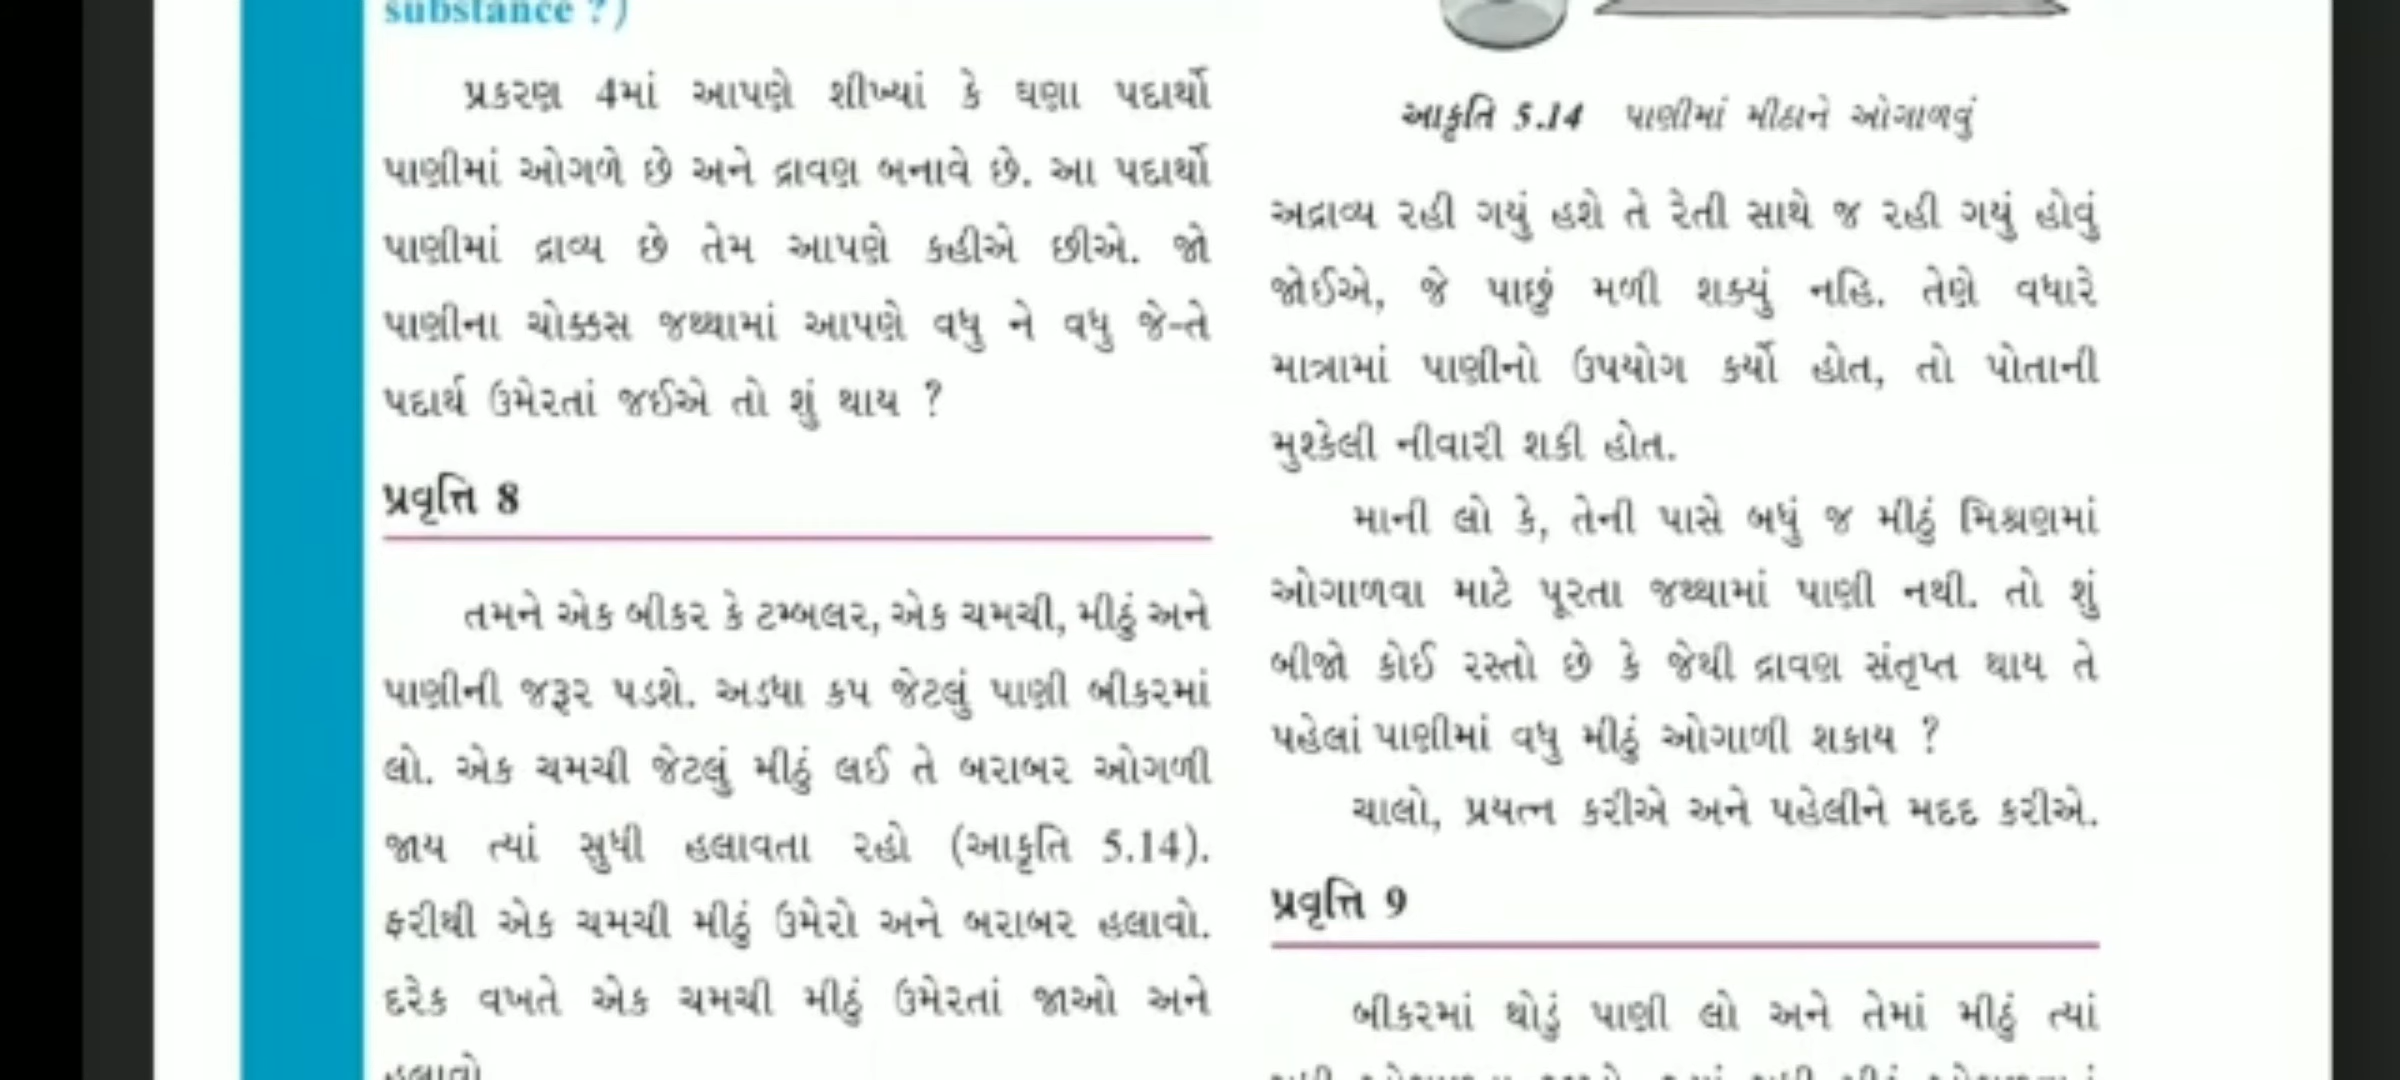 substance ?)
પ્રકરણ 4માં આપણે શીખ્યાં કે ઘણા પદાર્થો
પાણીમાં ઓગળે છે અને દ્રાવણ બનાવે છે. આ પદાર્થો
પાણીમાં દ્રાવ્ય છે તેમ આપણે કહીએ છીએ. જો
પાણીના ચોક્કસ જથ્થામાં આપણે વધુ ને વધુ જે-તે
પદાર્થ ઉમેરતાં જઈએ તો શું થાય ?
પ્રવૃત્તિ 8
તમને એક બીકર કે ટમ્બલર, એક ચમચી, મીઠું અને
પાણીની જરૂર પડશે. અડધા કપ જેટલું પાણી બીકરમાં
લો. એક ચમચી જેટલું મીઠું લઈ તે બરાબર ઓગળી
જાય ત્યાં સુધી હલાવતા રહો (આકૃતિ 5.14).
ફરીથી એક ચમચી મીઠું ઉમેરો અને બરાબર હલાવો.
દરેક વખતે એક ચમચી મીઠું ઉમેરતાં જાઓ અને
હલાવો
આકૃતિ 5.14 પાણીમાં મીઠાને ઓગાળવું
અદ્રાવ્ય રહી ગયું હશે તે રેતી સાથે જ રહી ગયું હોવું
જોઈએ, જે પાછું મળી શક્યું નહિ. તેણે વધારે
માત્રામાં પાણીનો ઉપયોગ કર્યો હોત, તો પોતાની
મુશ્કેલી નીવારી શકી હોત.
માની લો કે, તેની પાસે બધું જ મીઠું મિશ્રણમાં
ઓગાળવા માટે પૂરતા જથ્થામાં પાણી નથી. તો શું
બીજો કોઈ રસ્તો છે કે જેથી દ્રાવણ સંતૃપ્ત થાય તે
પહેલાં પાણીમાં વધુ મીઠું ઓગાળી શકાય ?
ચાલો, પ્રયત્ન કરીએ અને પહેલીને મદદ કરીએ.
પ્રવૃત્તિ 9
બીકરમાં થોડું પાણી લો અને તેમાં મીઠું ત્યાં